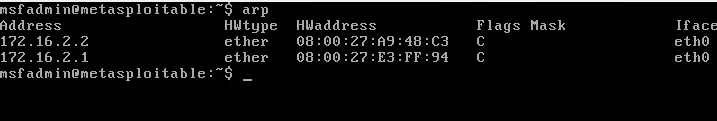 msfadmin@metasploitable:~$ arp
Address                  HWtype  HWaddress           Flags Mask            Iface
172.16.2.2               ether   08:00:27:A9:48:C3   C                     eth0
172.16.2.1               ether   08:00:27:E3:FF:94   C                     eth0
msfadmin@metasploitable:~$ _